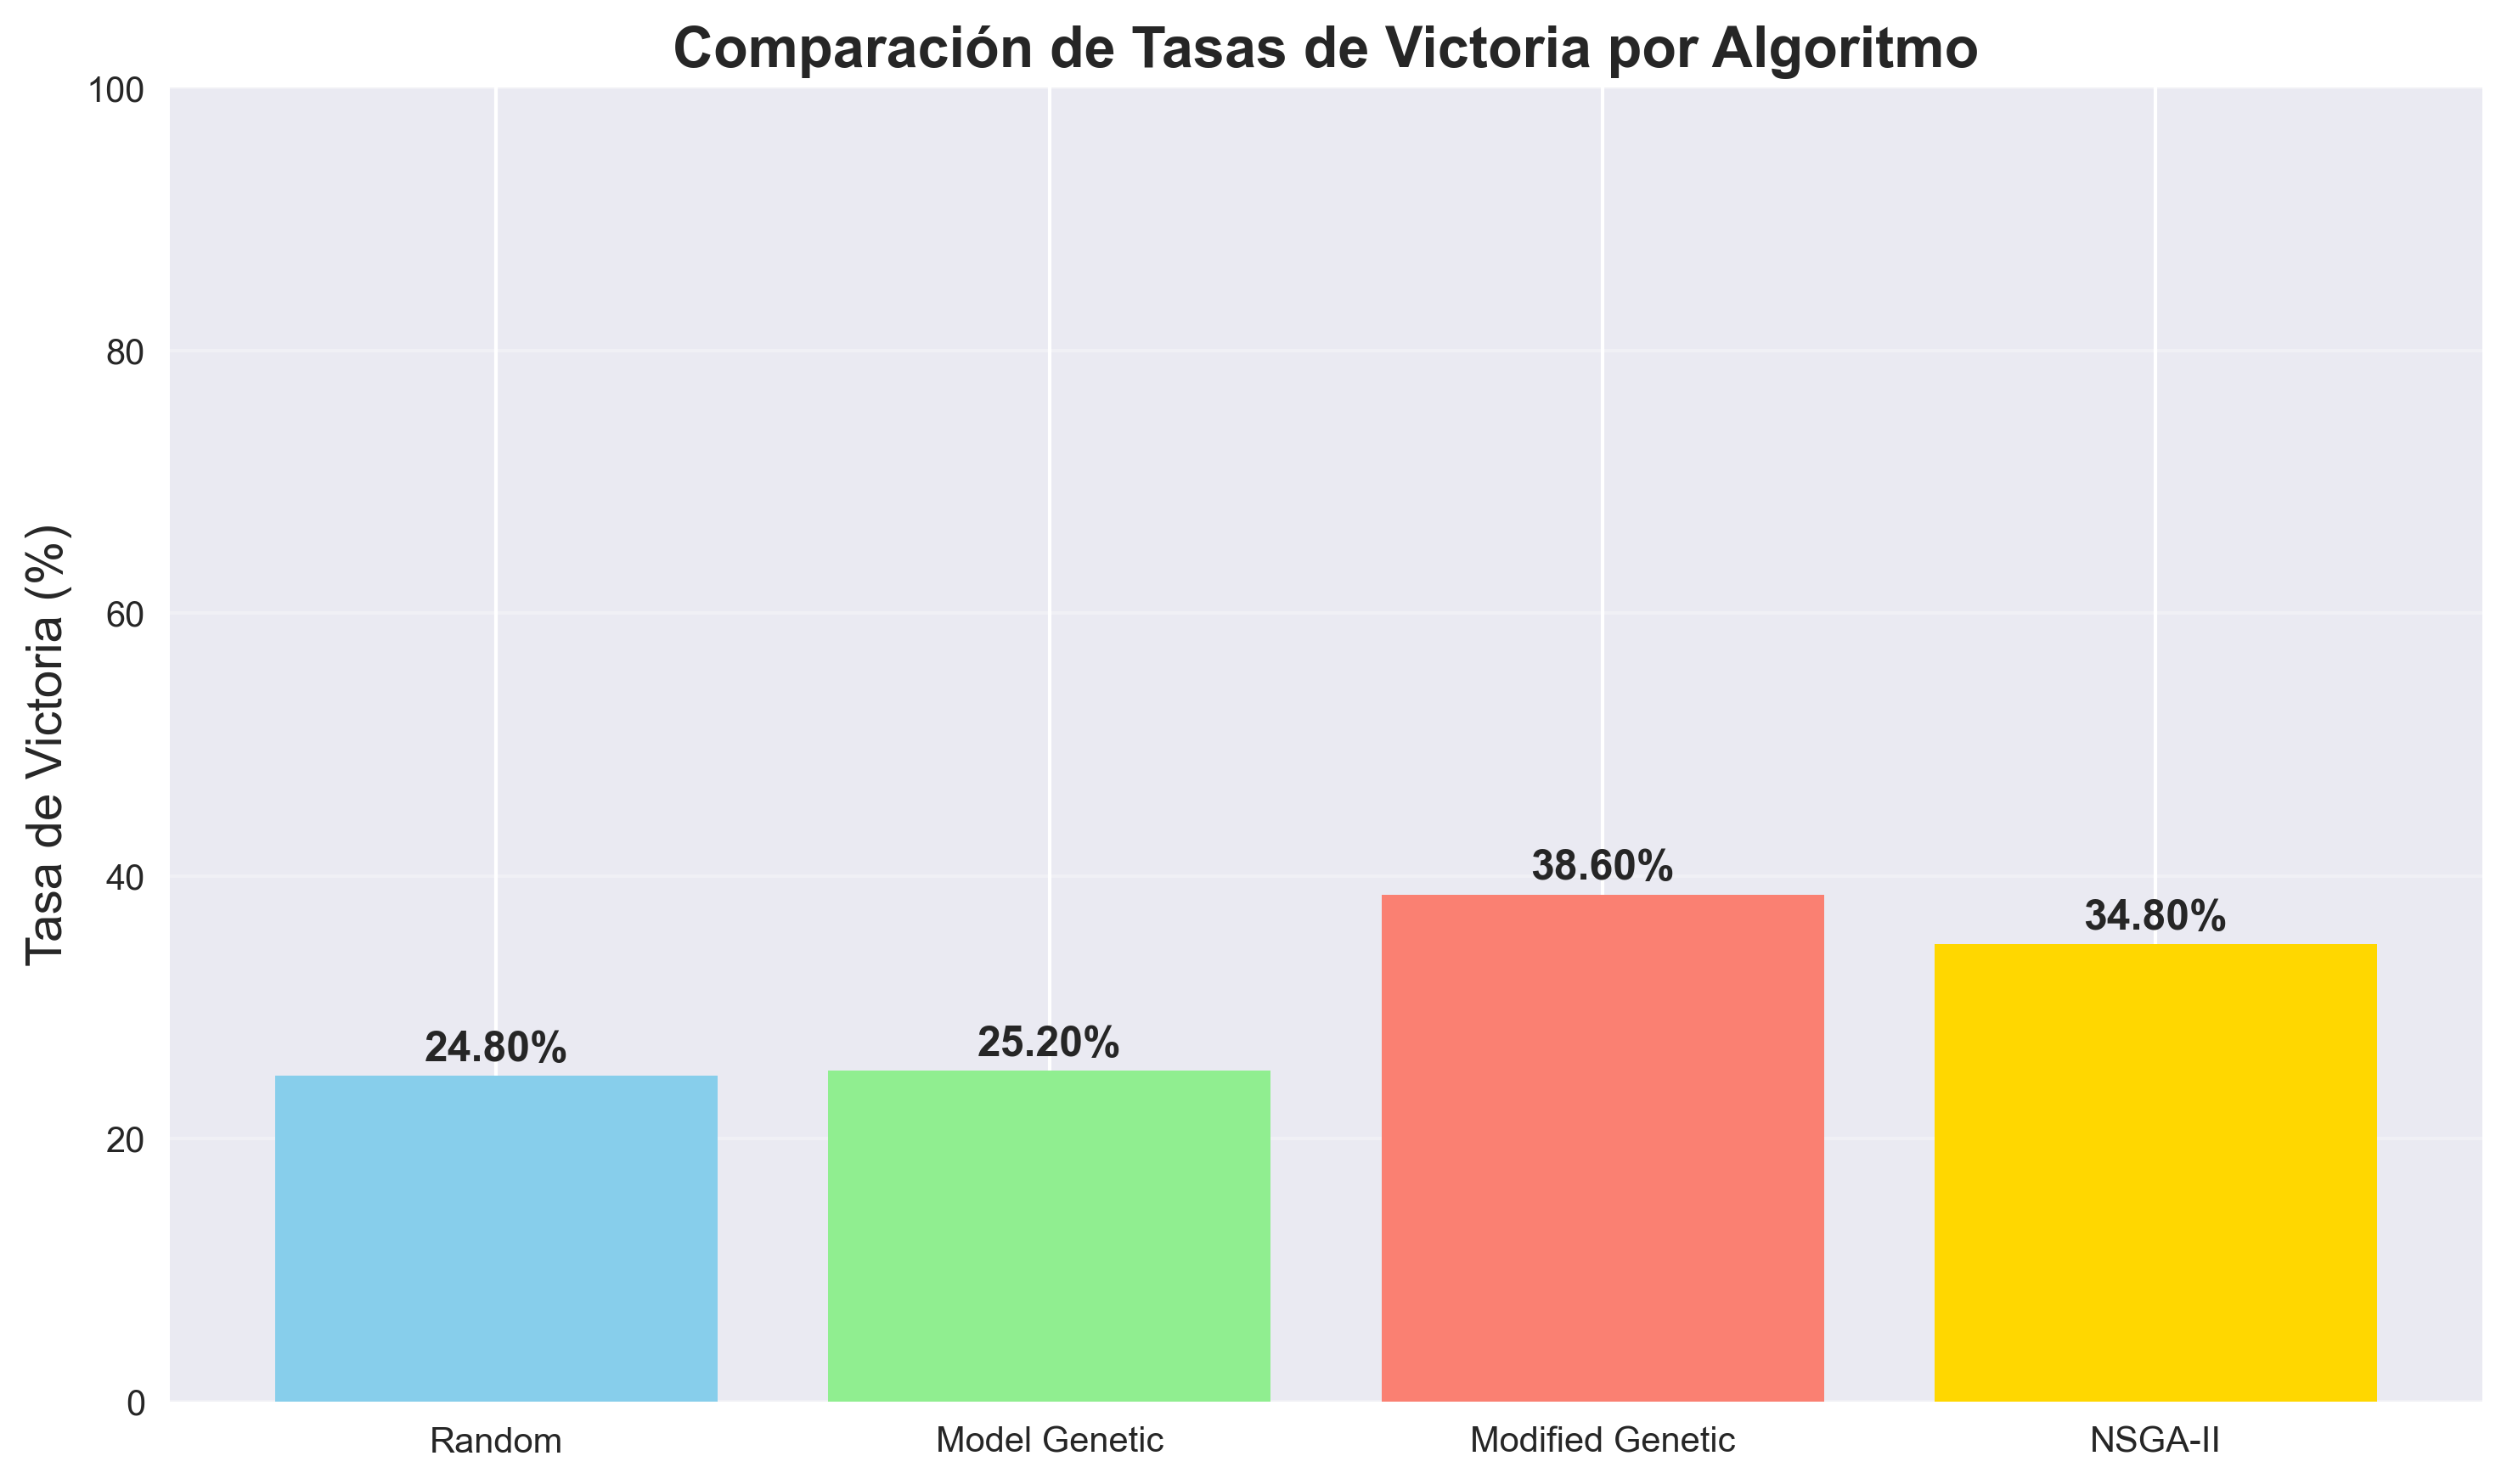 Comparación de Tasas de Victoria por Algoritmo
Tasa de Victoria (%)
100
80
60
40
20
0
24.80%
25.20%
38.60%
34.80%
Random
Model Genetic
Modified Genetic
NSGA-II